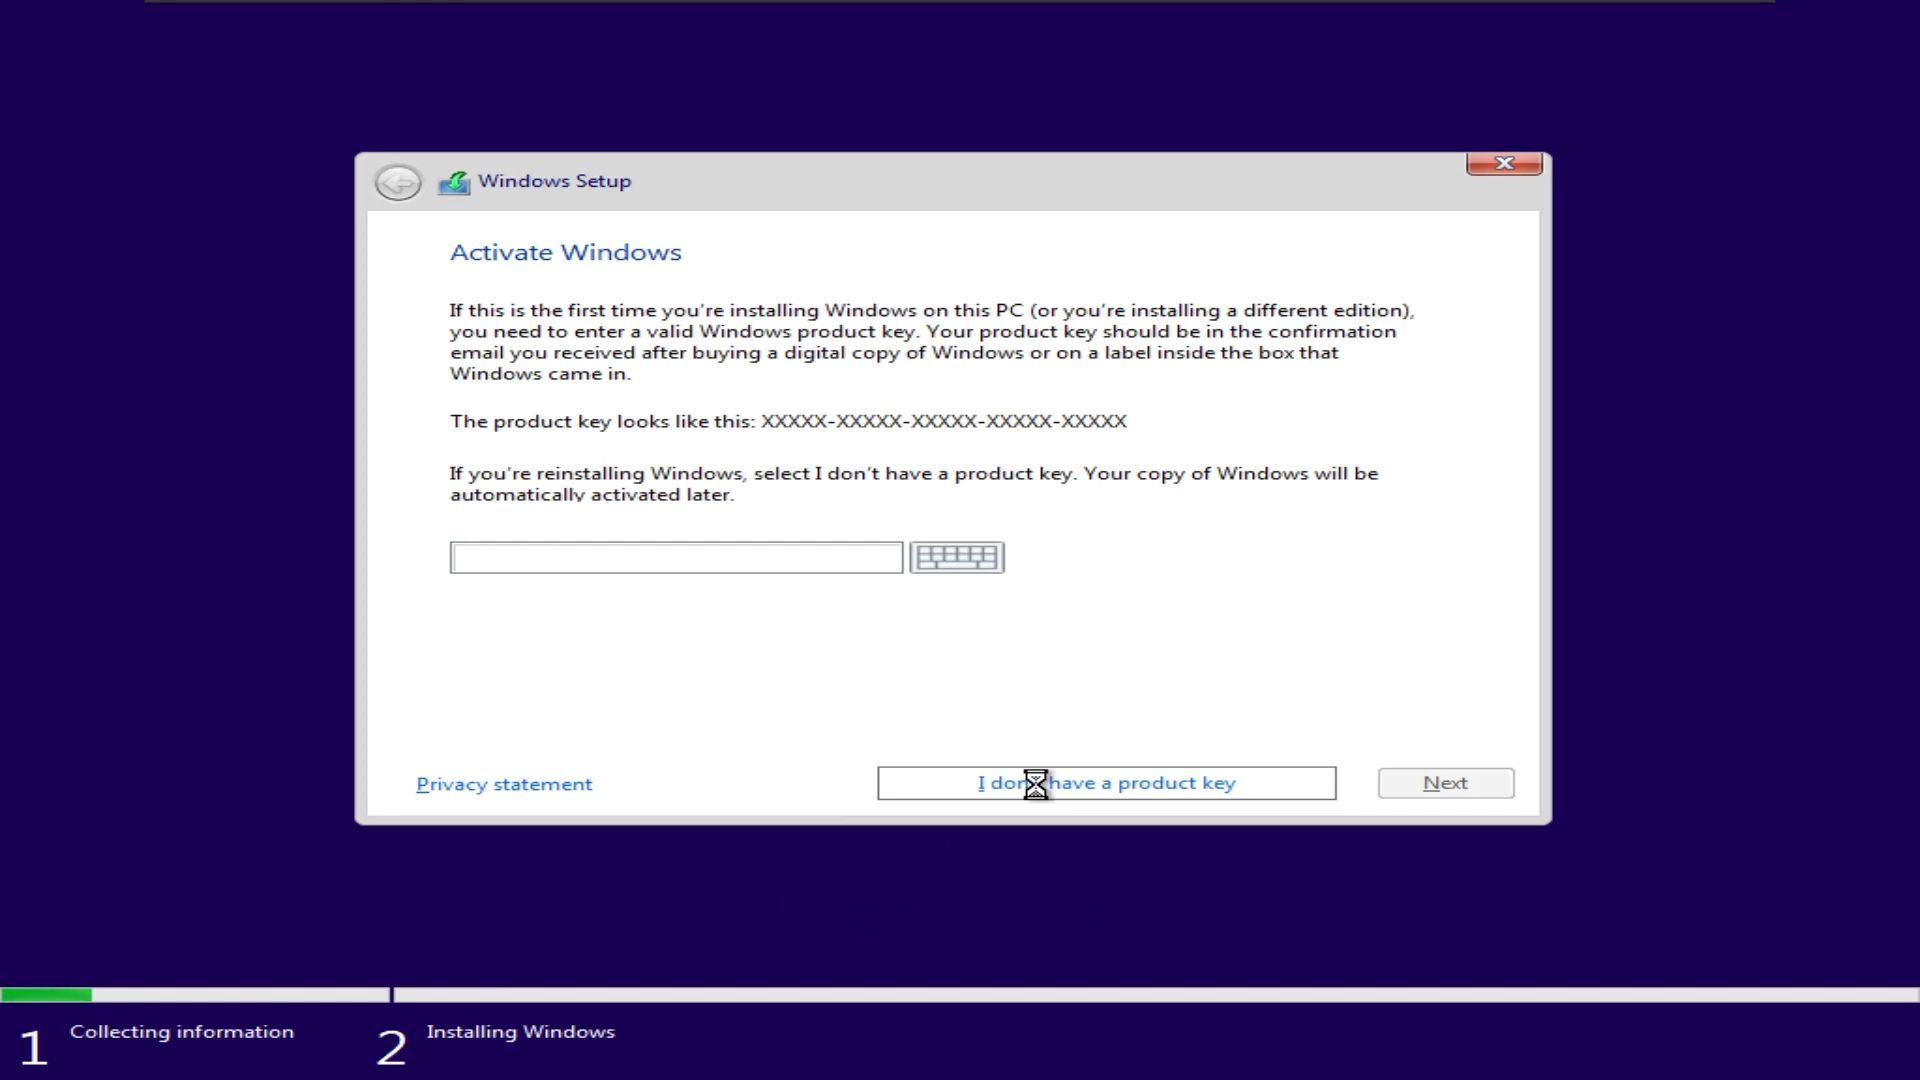 Windows Setup
Activate Windows
If this is the first time you're installing Windows on this PC (or you're installing a different edition),
you need to enter a valid Windows product key. Your product key should be in the confirmation
email you received after buying a digital copy of Windows or on a label inside the box that
Windows came in.
The product key looks like this: XXXXX-XXXXX-XXXXX-XXXXX-XXXXX
If you're reinstalling Windows, select I don't have a product key. Your copy of Windows will be
automatically activated later.
Privacy statement
I don't have a product key
Next
1 Collecting information
2 Installing Windows